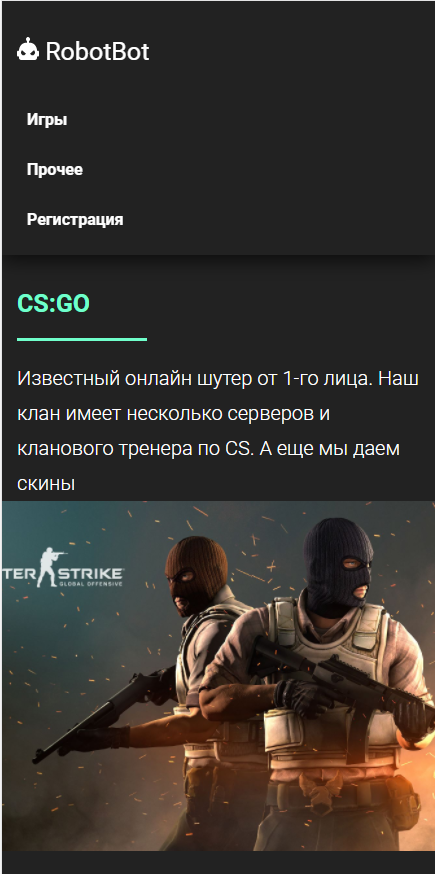 RobotBot
Игры
Прочее
Регистрация
CS:GO
Известный онлайн шутер от 1-го лица. Наш
клан имеет несколько серверов и
кланового тренера по CS. А еще мы даем
скины
TER STRIKE
GLOBAL OFFENSIVE